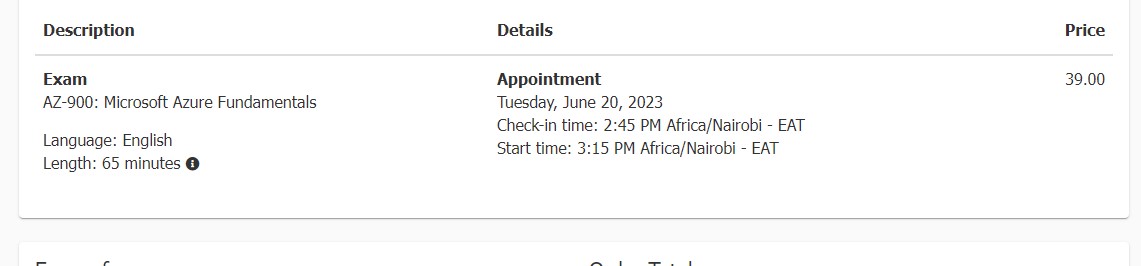 Description Details Price
Exam Appointment 39.00
AZ-900: Microsoft Azure Fundamentals Tuesday, June 20, 2023
Check-in time: 2:45 PM Africa/Nairobi - EAT
Language: English
Start time: 3:15 PM Africa/Nairobi - EAT
Length: 65 minutes